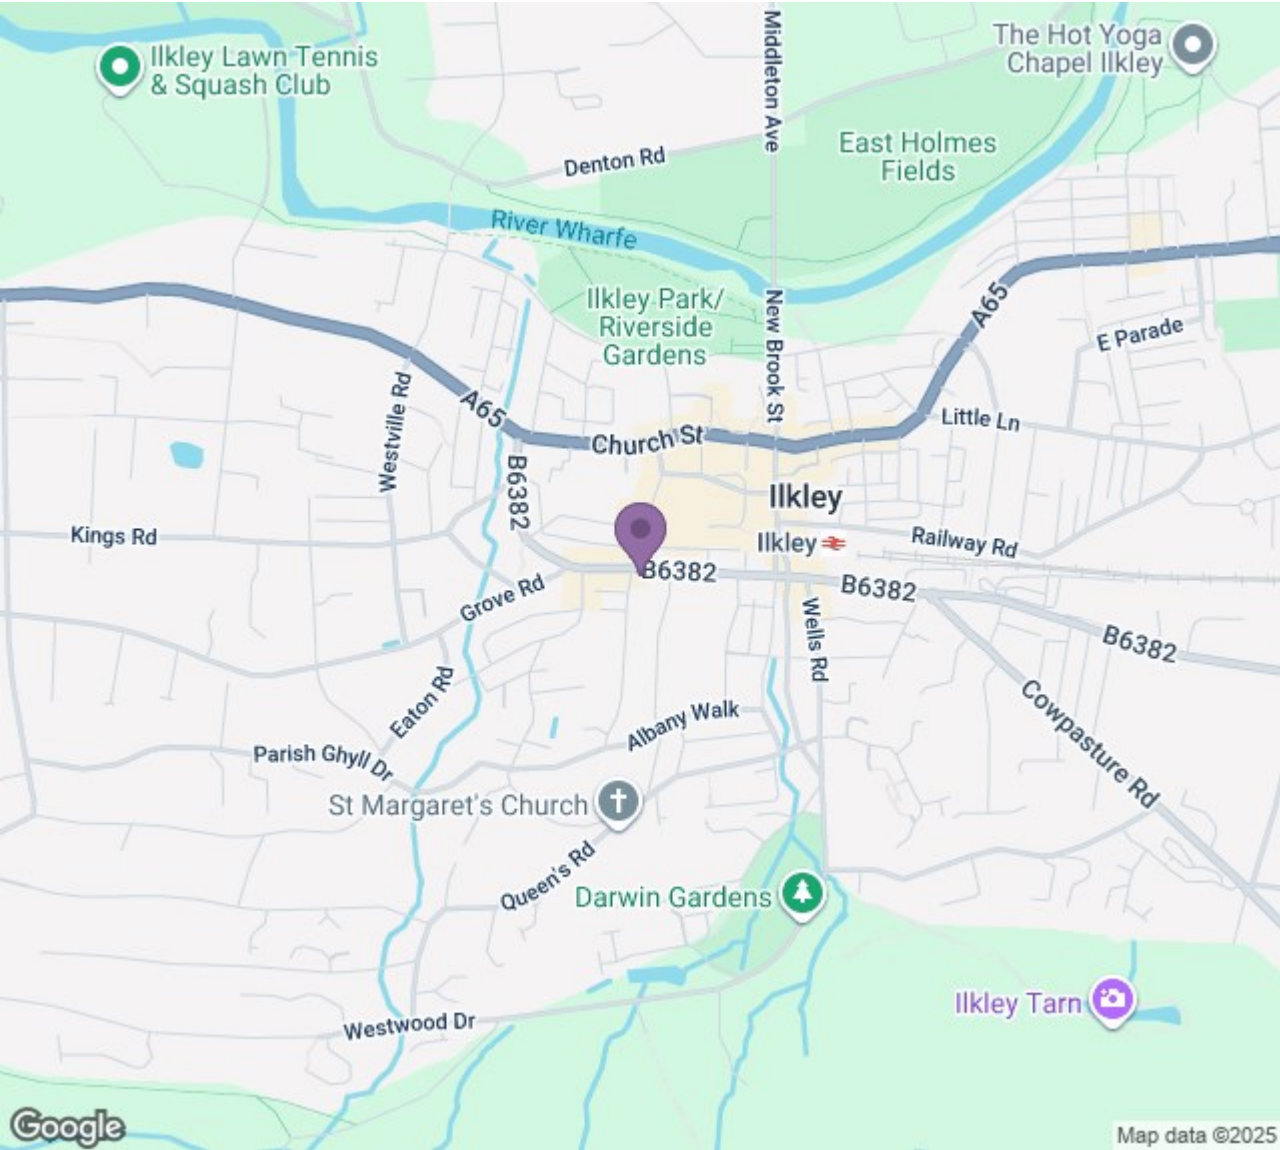 Middleton Ave
The Hot Yoga
Chapel Ilkley
Ilkley Lawn Tennis
& Squash Club
East Holmes
Fields
Denton Rd
River Wharfe
Ilkley Park/
Riverside
Gardens
New Brook St
A65
E Parade
Westville Rd
A65
Church St
Little Ln
B6382
Ilkley
Kings Rd
Ilkley
Railway Rd
B6382
B6382
Grove Rd
Wells Rd
B6382
Eaton Rd
Cowpasture Rd
Albany Walk
Parish Ghyll Dr
St Margaret's Church
Queen's Rd
Darwin Gardens
Ilkley Tarn
Westwood Dr
Google
Map data ©2025